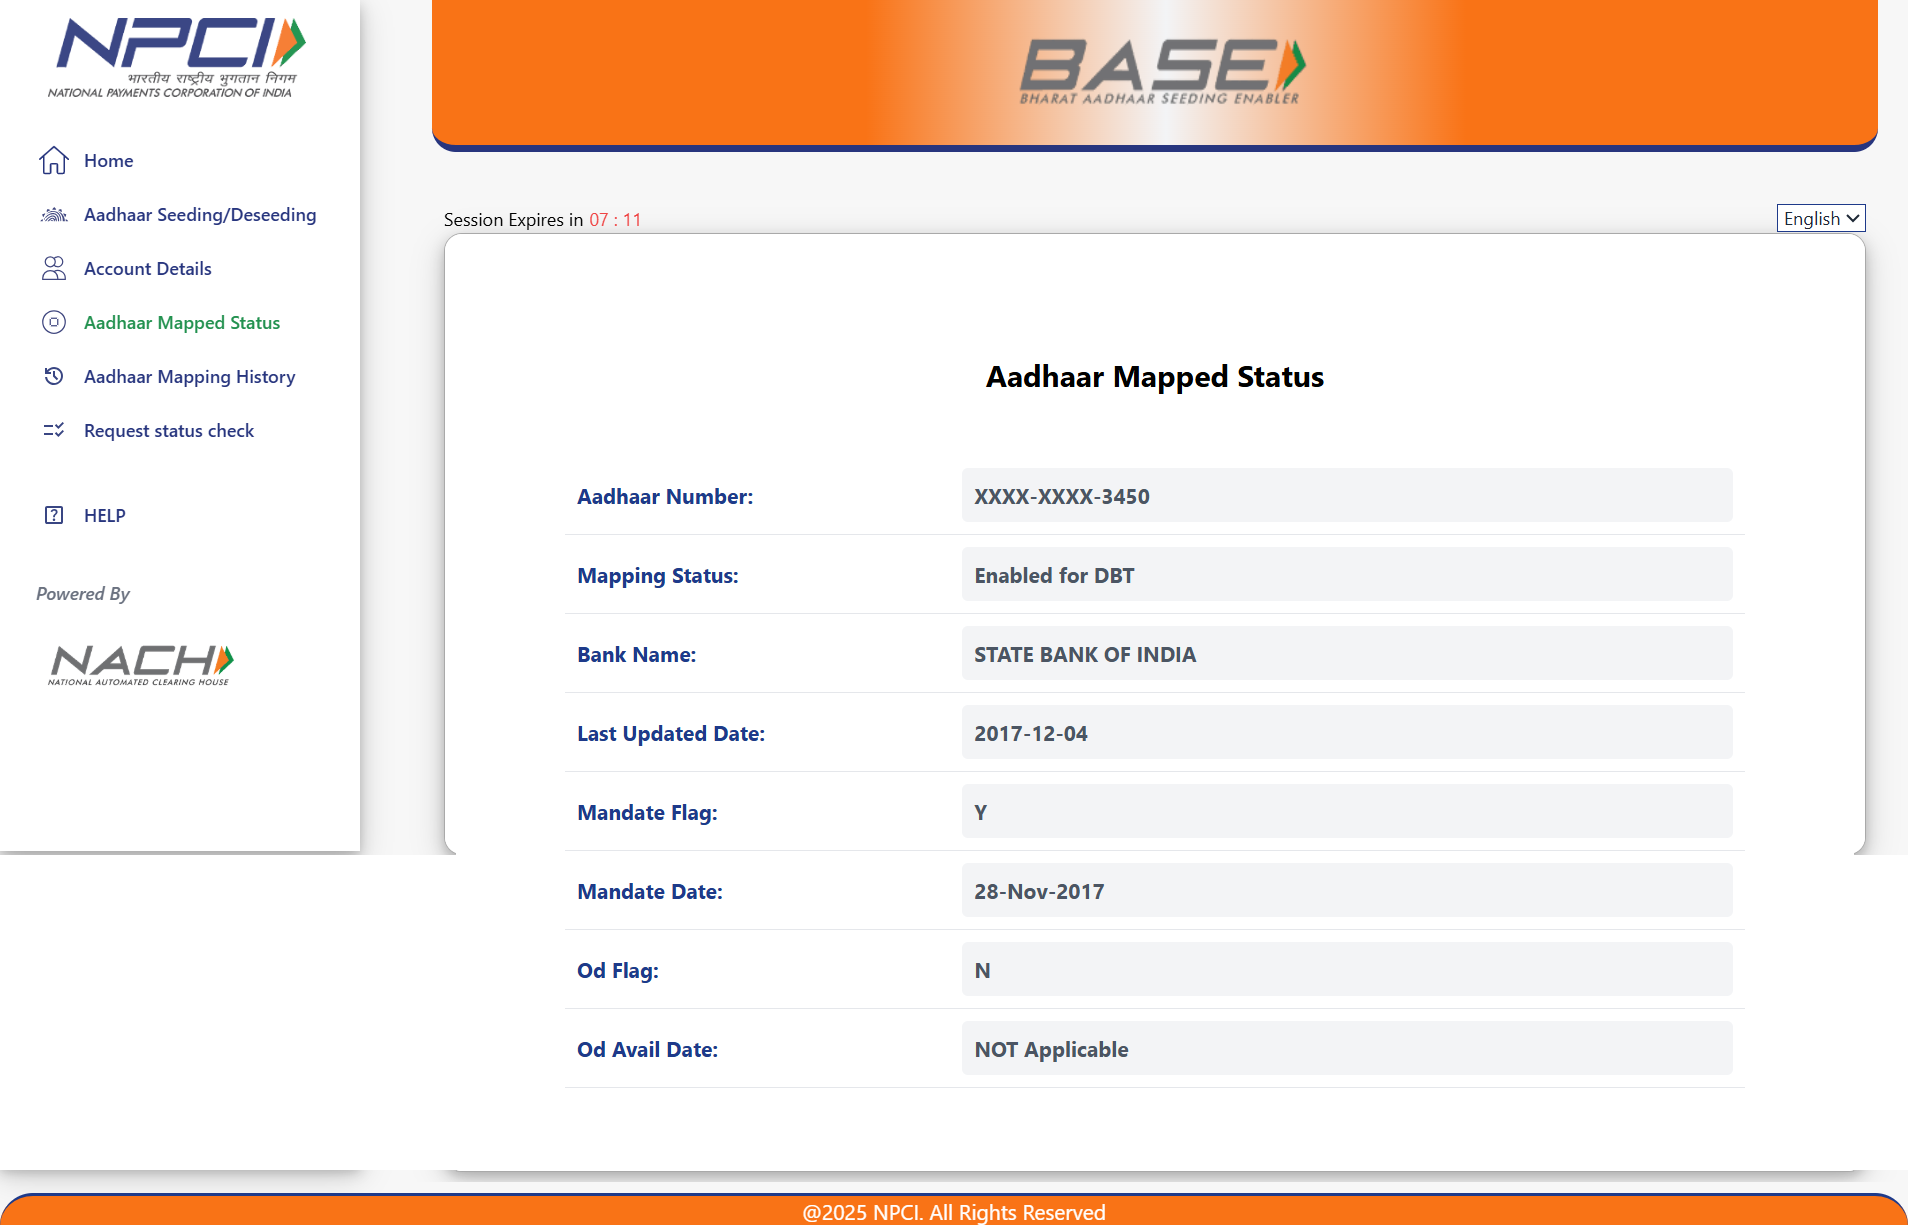 NPCI
भारतीय राष्ट्रीय भुगतान निगम
NATIONAL PAYMENTS CORPORATION OF INDIA
Home
Aadhaar Seeding/Deseeding
Account Details
Aadhaar Mapped Status
Aadhaar Mapping History
Request status check
HELP
Powered By
NACH
NATIONAL AUTOMATED CLEARING HOUSE
BASE
BHARAT AADHAAR SEEDING ENABLER
Session Expires in 07 : 11
English
Aadhaar Mapped Status
Aadhaar Number: XXXX-XXXX-3450
Mapping Status: Enabled for DBT
Bank Name: STATE BANK OF INDIA
Last Updated Date: 2017-12-04
Mandate Flag: Y
Mandate Date: 28-Nov-2017
Od Flag: N
Od Avail Date: NOT Applicable
@2025 NPCI. All Rights Reserved